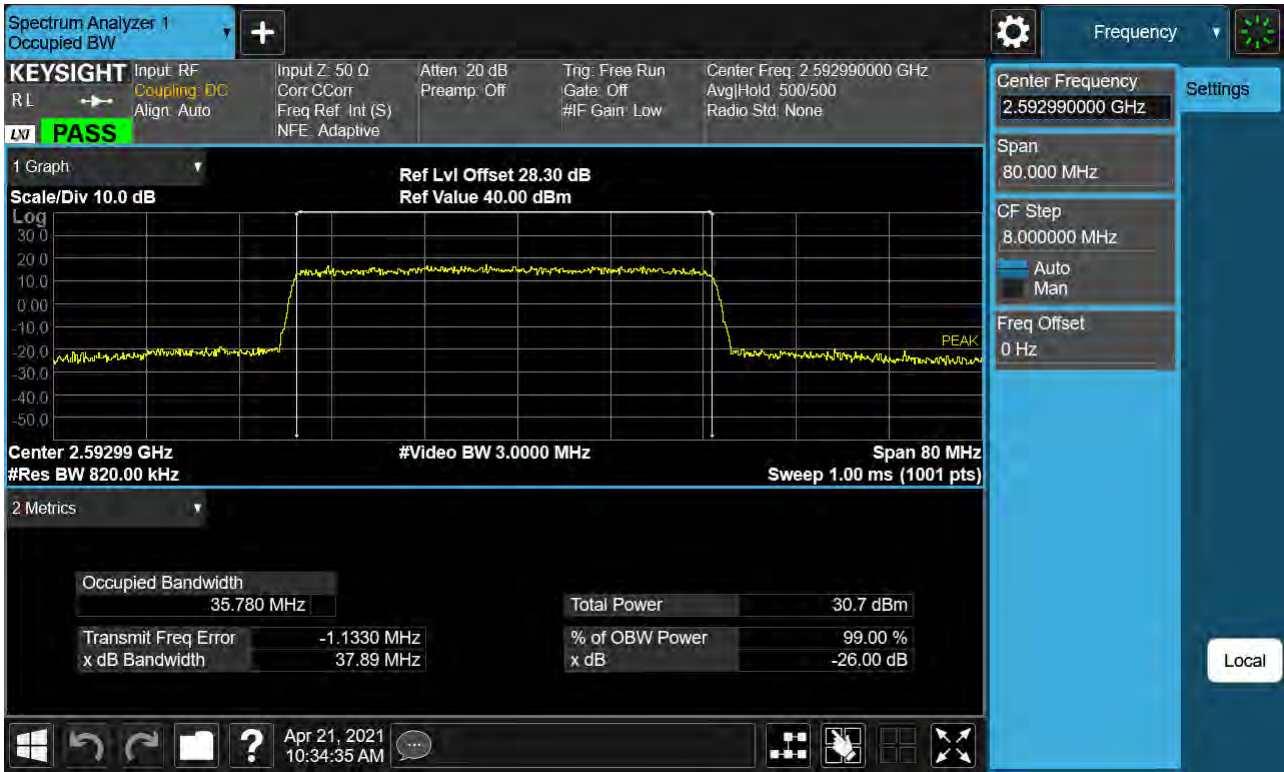 Spectrum Analyzer 1
Occupied BW
+
Frequency
KEYSIGHT
R L
LXI
PASS
Input: RF
Coupling: DC
Align: Auto
Input Z: 50 Ω
Corr CCorr
Freq Ref: Int (S)
NFE: Adaptive
Atten: 20 dB
Preamp: Off
Trig: Free Run
Gate: Off
#IF Gain: Low
Center Freq: 2.592990000 GHz
Avg|Hold: 500/500
Radio Std: None
Center Frequency
2.592990000 GHz
Settings
Span
80.000 MHz
CF Step
8.000000 MHz
Auto
Man
Freq Offset
0 Hz
Local
1 Graph
Scale/Div 10.0 dB
Ref Lvl Offset 28.30 dB
Ref Value 40.00 dBm
Log
30.0
20.0
10.0
0.00
-10.0
-20.0
-30.0
-40.0
-50.0
PEAK
Center 2.59299 GHz
#Video BW 3.0000 MHz
Span 80 MHz
#Res BW 820.00 kHz
Sweep 1.00 ms (1001 pts)
2 Metrics
Occupied Bandwidth
35.780 MHz
Total Power 30.7 dBm
Transmit Freq Error -1.1330 MHz
% of OBW Power 99.00 %
x dB Bandwidth 37.89 MHz
x dB -26.00 dB
?
Apr 21, 2021
10:34:35 AM